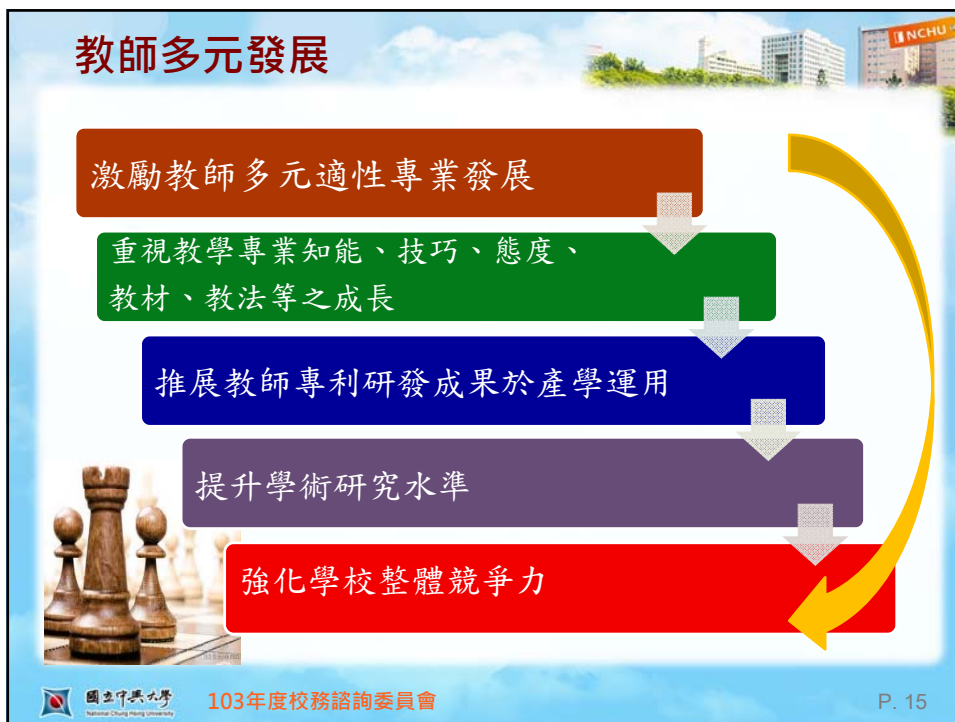 教師多元發展
NCHU
激勵教師多元適性專業發展
重視教學專業知能、技巧、態度、
教材、教法等之成長
推展教師專利研發成果於產學運用
提升學術研究水準
強化學校整體競爭力
國立中興大學
National Chung Hsing University
103年度校務諮詢委員會
P. 15